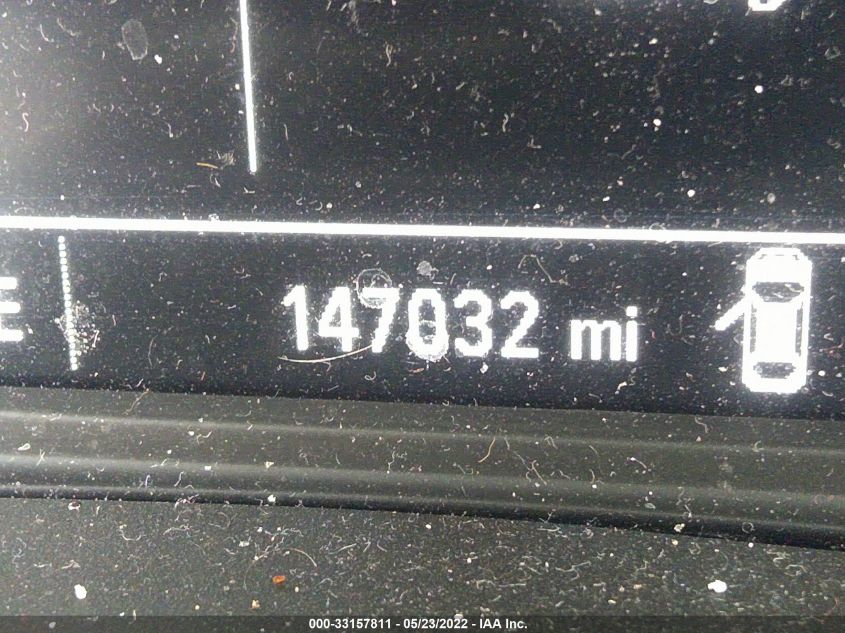 E
147032 mi
000-33157811 - 05/23/2022 - IAA Inc.